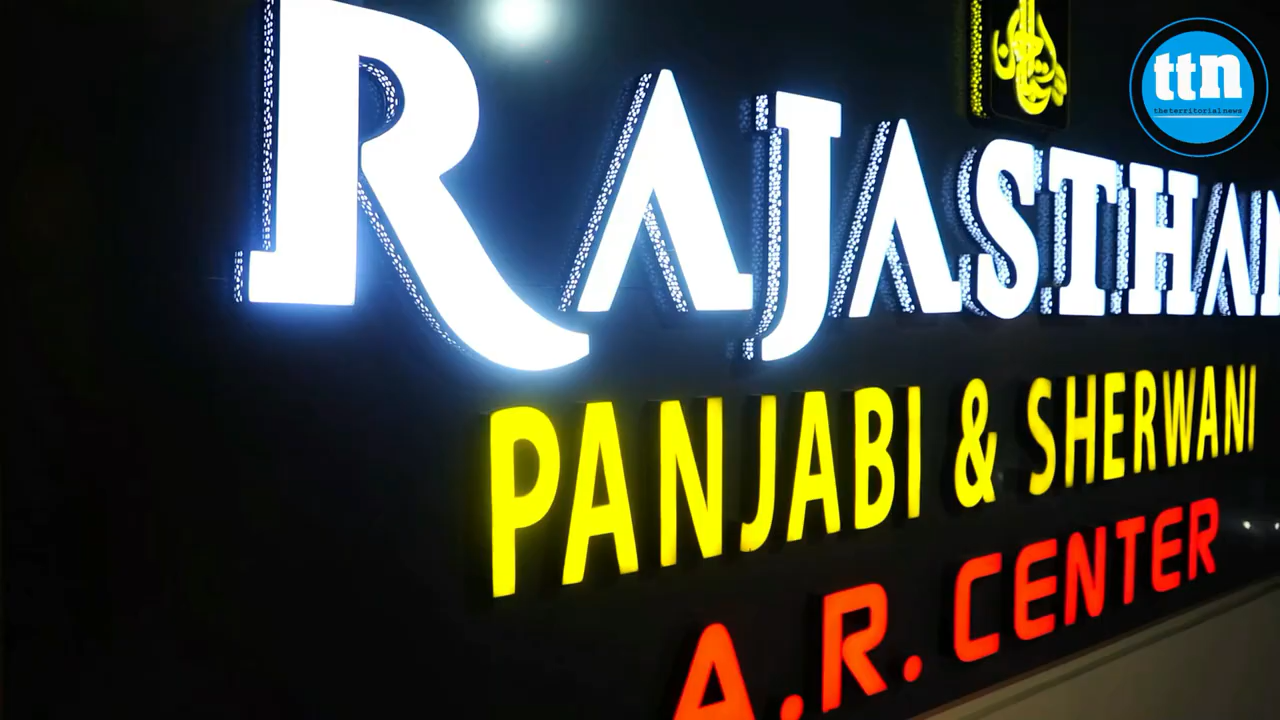 RAJASTHAN
PANJABI & SHERWANI
A.R. CENTER
ttn
theterritorialnews